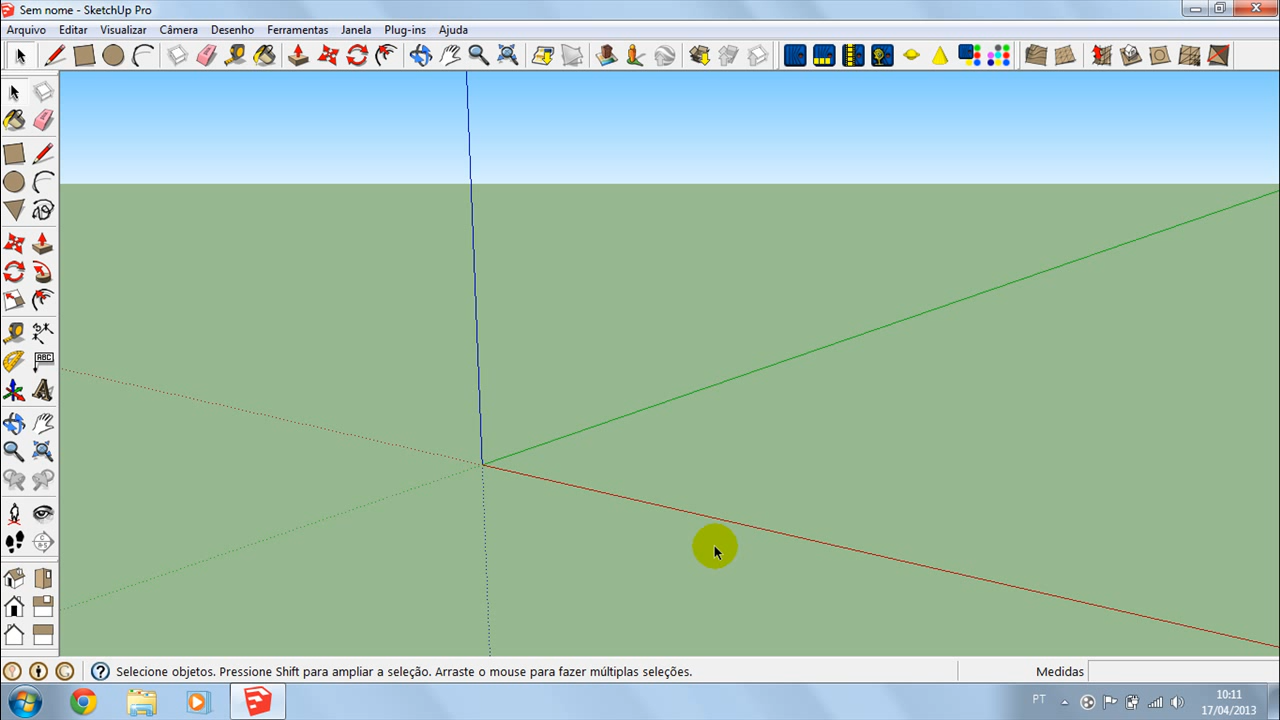 Sem nome - SketchUp Pro
Arquivo Editar Visualizar Câmera Desenho Ferramentas Janela Plug-ins Ajuda
ABC
A
Selecione objetos. Pressione Shift para ampliar a seleção. Arraste o mouse para fazer múltiplas seleções.
Medidas
PT
10:11
17/04/2013